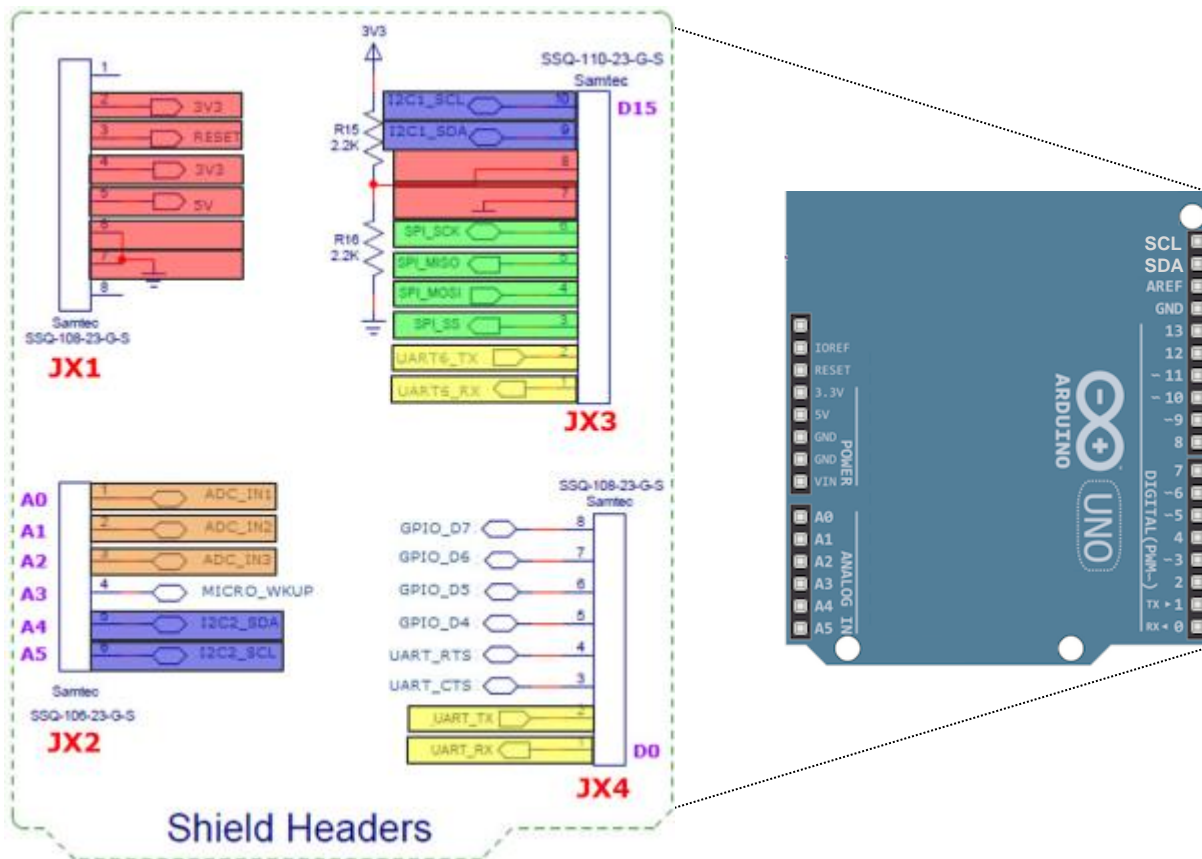 1
2 3V3
3 RESET
4 3V3
5 5V
6
7
8
Samtec
SSQ-108-23-G-S
JX1
3V3
R15
2.2K
R16
2.2K
SSQ-110-23-G-S
Samtec
I2C1_SCL 10 D15
I2C1_SDA 9
8
7
SPI_SCK 6
SPI_MISO 5
SPI_MOSI 4
SPI_SS 3
UART6_TX 2
UART6_RX 1
JX3
A0 1 ADC_IN1
A1 2 ADC_IN2
A2 3 ADC_IN3
A3 4 MICRO_WKUP
A4 5 I2C2_SDA
A5 6 I2C2_SCL
Samtec
SSQ-106-23-G-S
JX2
SSQ-108-23-G-S
Samtec
GPIO_D7 8
GPIO_D6 7
GPIO_D5 6
GPIO_D4 5
UART_RTS 4
UART_CTS 3
UART_TX 2
UART_RX 1 D0
JX4
Shield Headers
IOREF
RESET
3.3V
5V
GND
GND
VIN
POWER
A0
A1
A2
A3
A4
A5
ANALOG IN
ARDUINO
UNO
SCL
SDA
AREF
GND
13
12
~11
~10
~9
8
7
~6
~5
4
~3
2
TX▸1
RX◂0
DIGITAL(PWM~)